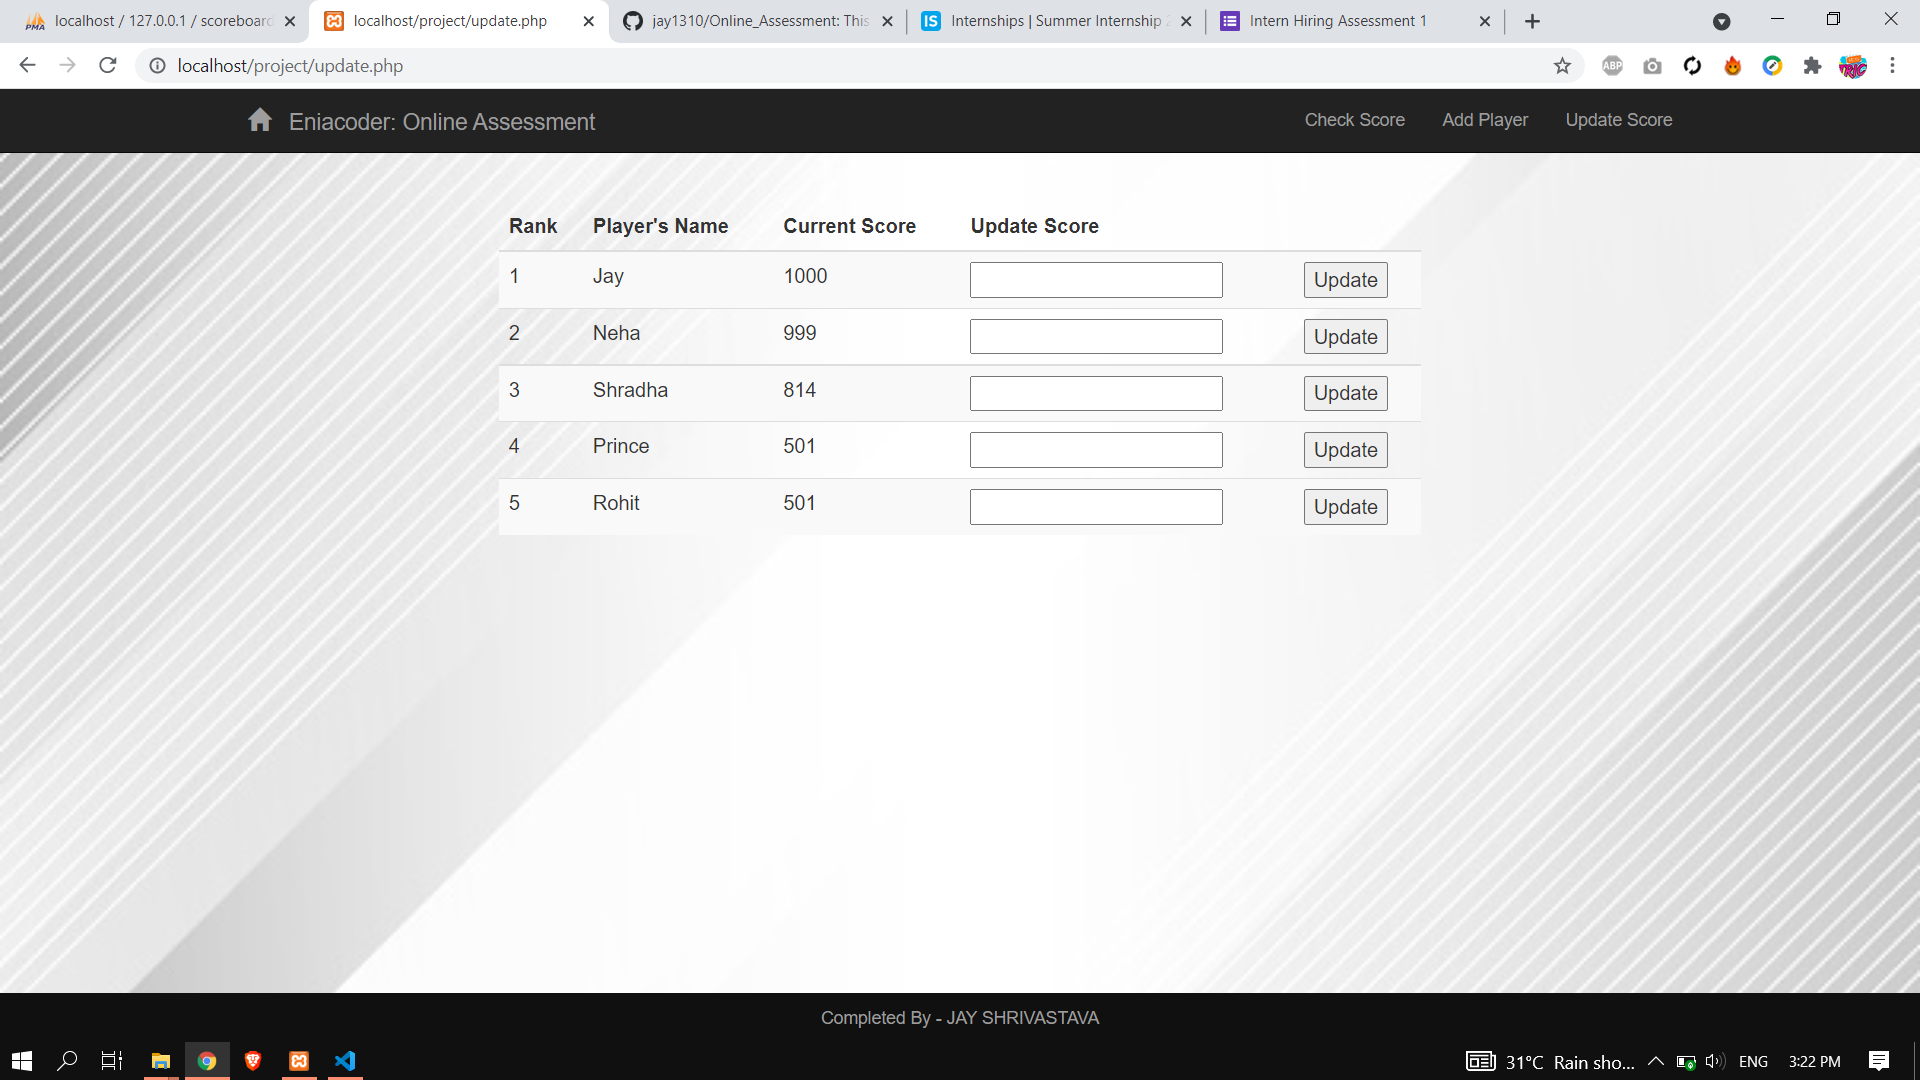 localhost / 127.0.0.1 / scoreboard
localhost/project/update.php
jay1310/Online_Assessment: This
Internships | Summer Internship 2
Intern Hiring Assessment 1
localhost/project/update.php
ABP
Eniacoder: Online Assessment
Check Score
Add Player
Update Score
Rank Player's Name Current Score Update Score
1 Jay 1000 Update
2 Neha 999 Update
3 Shradha 814 Update
4 Prince 501 Update
5 Rohit 501 Update
Completed By - JAY SHRIVASTAVA
31°C Rain sho... ENG 3:22 PM